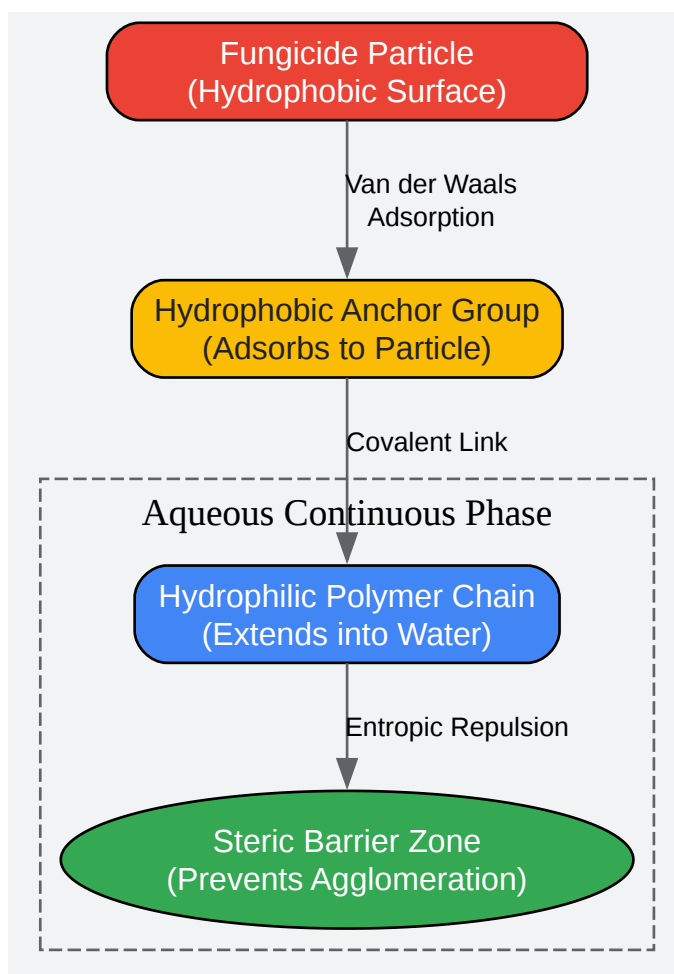 Fungicide Particle
(Hydrophobic Surface)
Van der Waals
Adsorption
Hydrophobic Anchor Group
(Adsorbs to Particle)
Covalent Link
Aqueous Continuous Phase
Hydrophilic Polymer Chain
(Extends into Water)
Entropic Repulsion
Steric Barrier Zone
(Prevents Agglomeration)